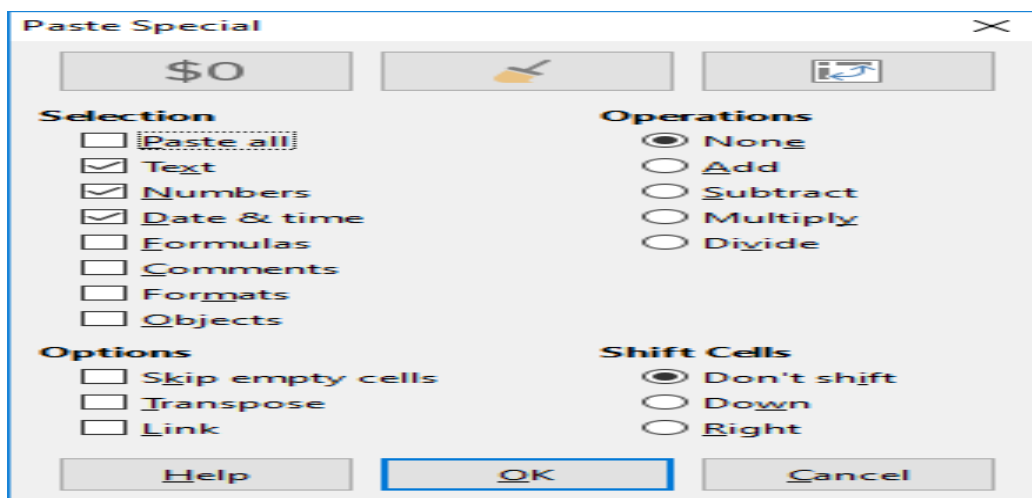 Paste Special
$0
Selection
Paste all
Text
Numbers
Date & time
Formulas
Comments
Formats
Objects
Operations
None
Add
Subtract
Multiply
Divide
Options
Skip empty cells
Transpose
Link
Shift Cells
Don't shift
Down
Right
Help
OK
Cancel